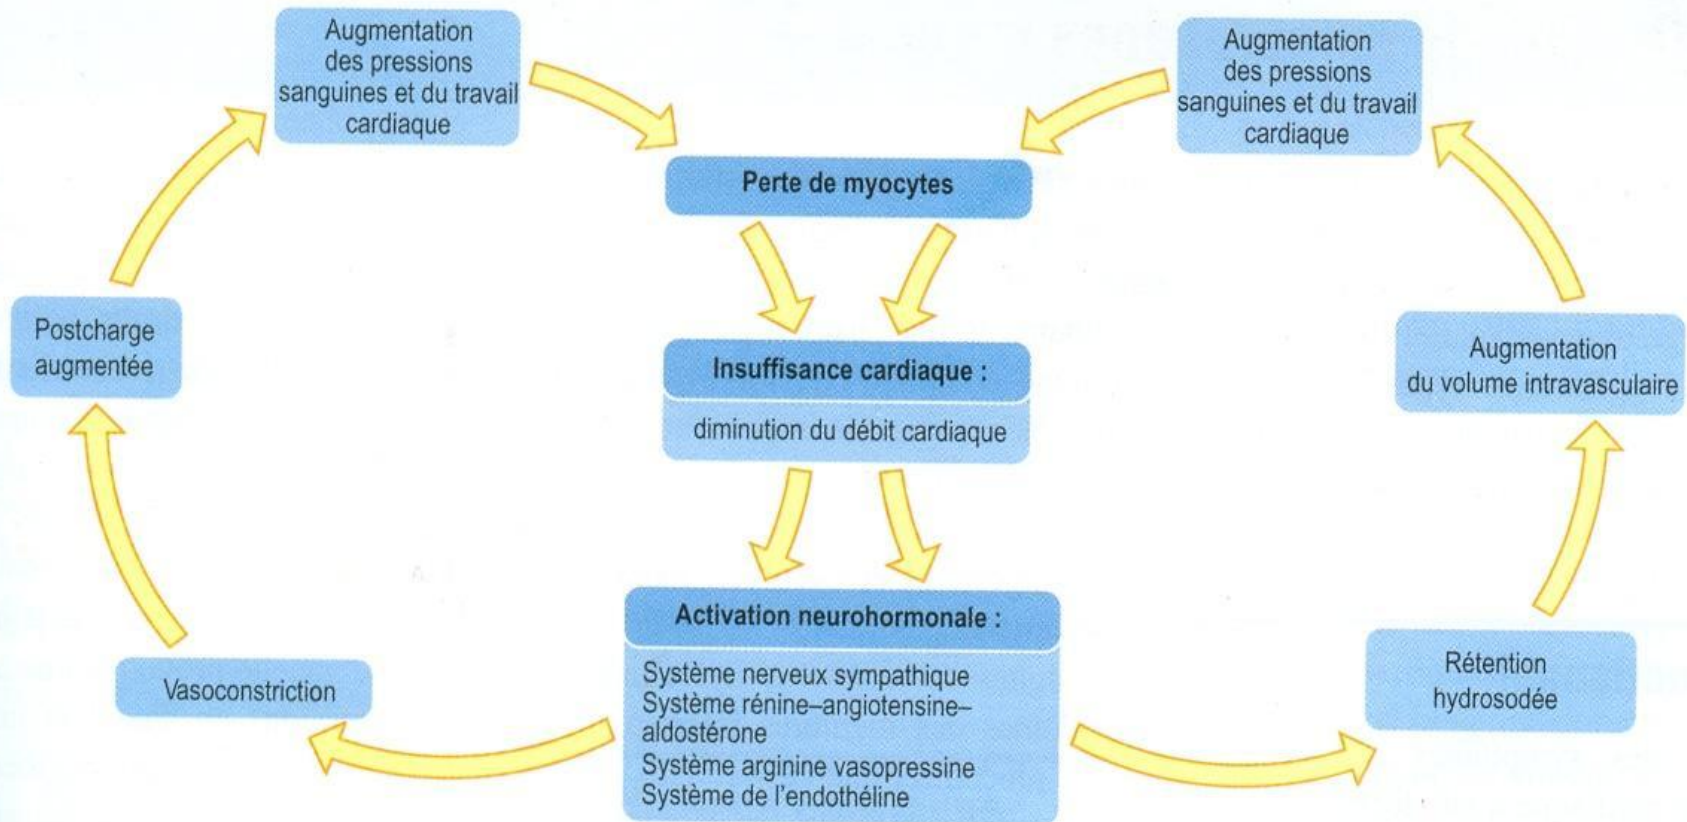 Augmentation
des pressions
sanguines et du travail
cardiaque
Augmentation
des pressions
sanguines et du travail
cardiaque
Perte de myocytes
Postcharge
augmentée
Insuffisance cardiaque :
diminution du débit cardiaque
Augmentation
du volume intravasculaire
Activation neurohormonale :
Système nerveux sympathique
Système rénine–angiotensine–
aldostérone
Système arginine vasopressine
Système de l'endothéline
Vasoconstriction
Rétention
hydrosodée